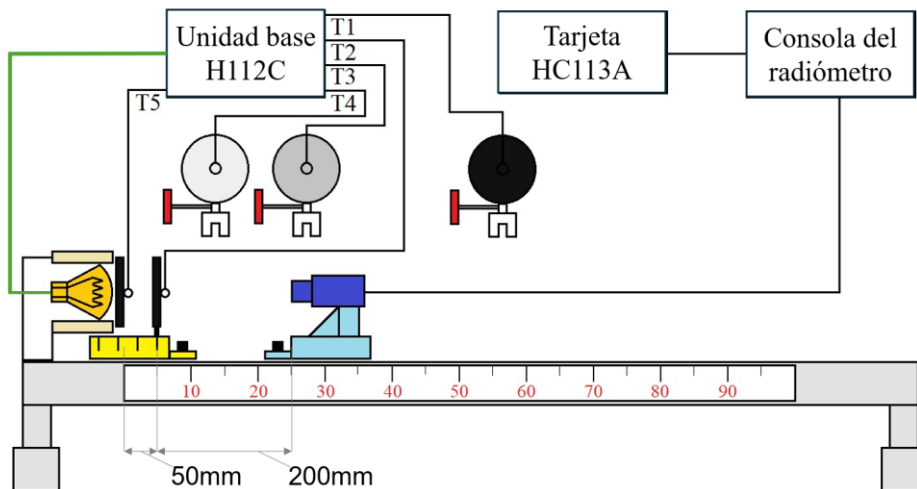 Unidad base
H112C
T1
T2
T3
T4
T5
Tarjeta
HC113A
Consola del
radiómetro
10
20
30
40
50
60
70
80
90
50mm
200mm